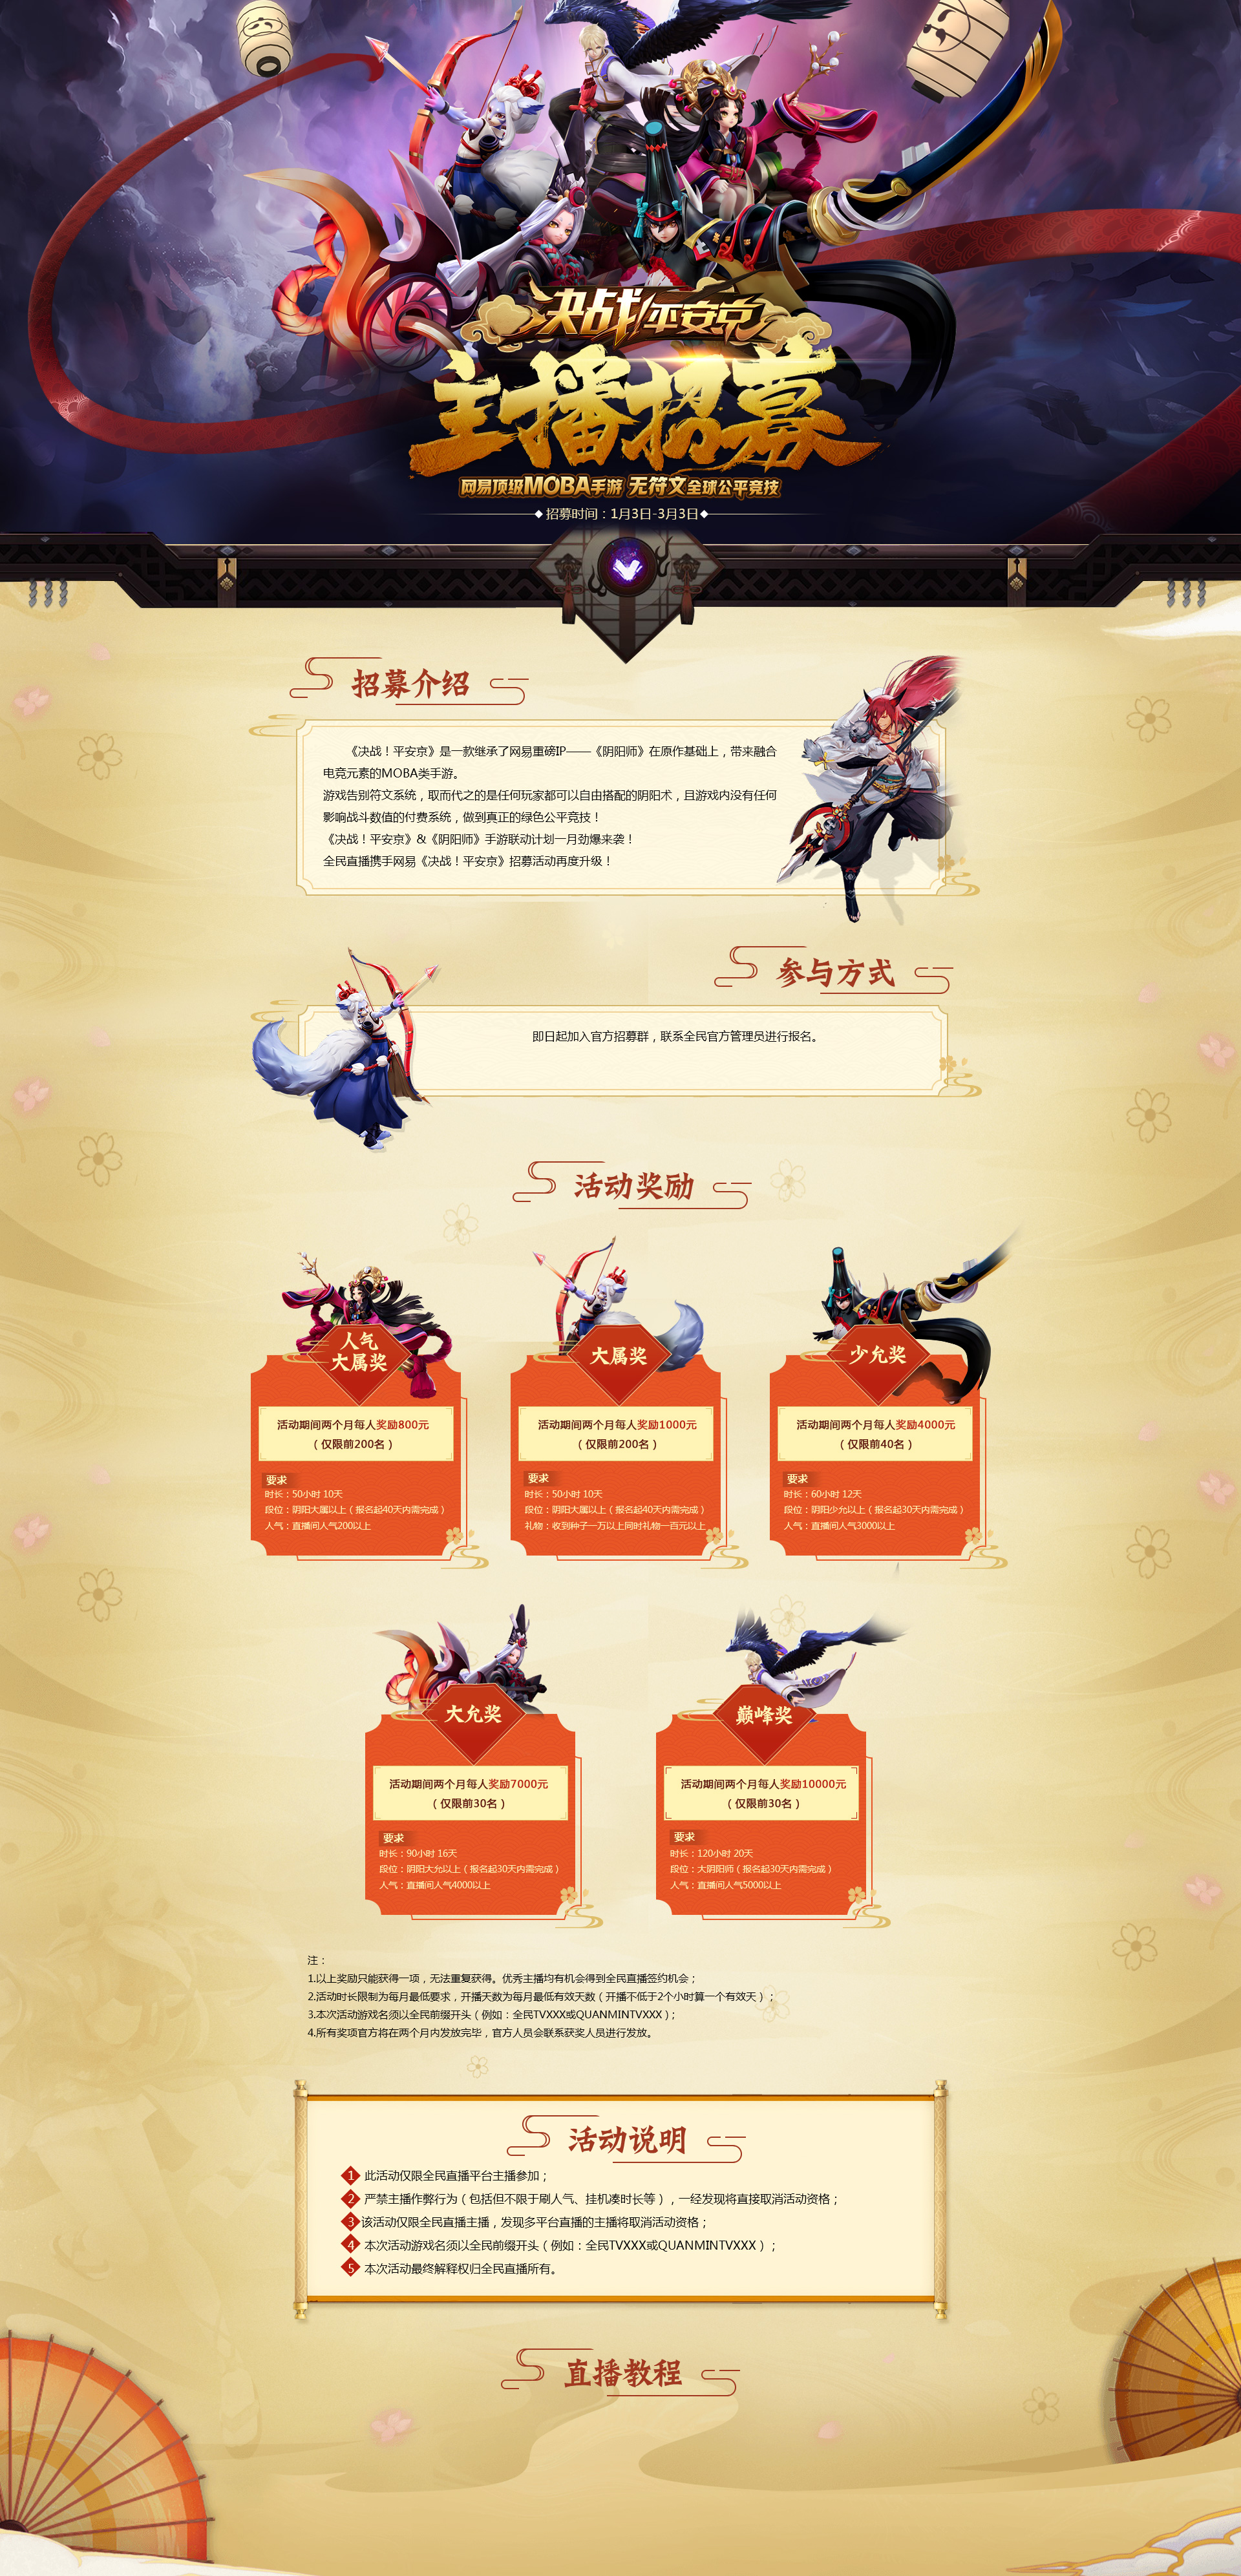 决战!平安京
主播招募
网易顶级MOBA手游 无符文全球公平竞技
招募时间：1月3日-3月3日
招募介绍
《决战！平安京》是一款继承了网易重磅IP——《阴阳师》在原作基础上，带来融合
电竞元素的MOBA类手游。
游戏告别符文系统，取而代之的是任何玩家都可以自由搭配的阴阳术，且游戏内没有任何
影响战斗数值的付费系统，做到真正的绿色公平竞技！
《决战！平安京》&《阴阳师》手游联动计划一月劲爆来袭！
全民直播携手网易《决战！平安京》招募活动再度升级！
参与方式
即日起加入官方招募群，联系全民官方管理员进行报名。
活动奖励
人气
大属奖
活动期间两个月每人奖励800元
（仅限前200名）
要求
时长：50小时 10天
段位：阴阳大属以上（报名起40天内需完成）
人气：直播间人气200以上
大属奖
活动期间两个月每人奖励1000元
（仅限前200名）
要求
时长：50小时 10天
段位：阴阳大属以上（报名起40天内需完成）
礼物：收到种子一万以上同时礼物一百元以上
少允奖
活动期间两个月每人奖励4000元
（仅限前40名）
要求
时长：60小时 12天
段位：阴阳少允以上（报名起30天内需完成）
人气：直播间人气3000以上
大允奖
活动期间两个月每人奖励7000元
（仅限前30名）
要求
时长：90小时 16天
段位：阴阳大允以上（报名起30天内需完成）
人气：直播间人气4000以上
巅峰奖
活动期间两个月每人奖励10000元
（仅限前30名）
要求
时长：120小时 20天
段位：大阴阳师（报名起30天内需完成）
人气：直播间人气5000以上
注：
1.以上奖励只能获得一项，无法重复获得。优秀主播均有机会得到全民直播签约机会；
2.活动时长限制为每月最低要求，开播天数为每月最低有效天数（开播不低于2个小时算一个有效天）；
3.本次活动游戏名须以全民前缀开头（例如：全民TVXXX或QUANMINTVXXX）；
4.所有奖项官方将在两个月内发放完毕，官方人员会联系获奖人员进行发放。
活动说明
1 此活动仅限全民直播平台主播参加；
2 严禁主播作弊行为（包括但不限于刷人气、挂机凑时长等），一经发现将直接取消活动资格；
3 该活动仅限全民直播主播，发现多平台直播的主播将取消活动资格；
4 本次活动游戏名须以全民前缀开头（例如：全民TVXXX或QUANMINTVXXX）；
5 本次活动最终解释权归全民直播所有。
直播教程